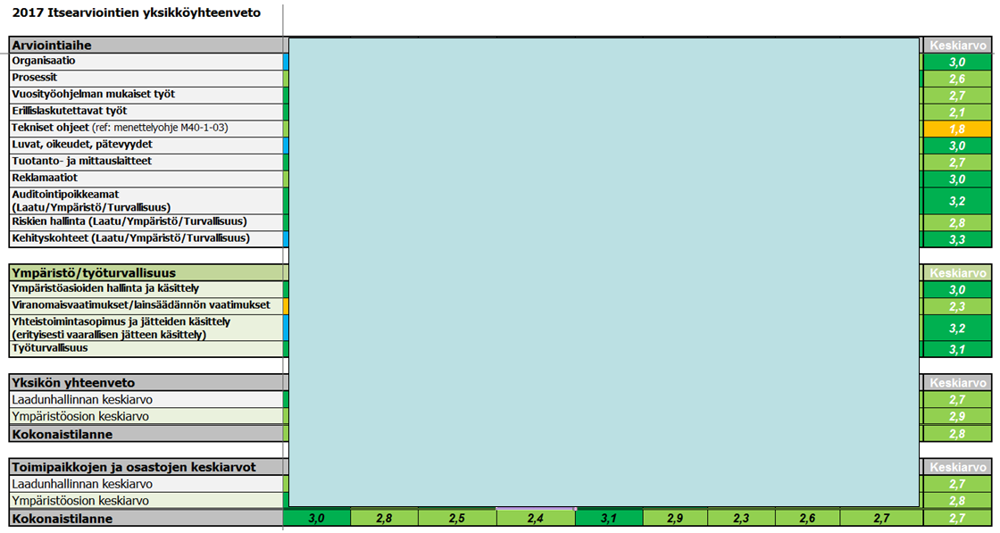 2017 Itsearviointien yksikköyhteenveto
Arviointiaihe Keskiarvo
Organisaatio 3,0
Prosessit 2,6
Vuosityöohjelman mukaiset työt 2,7
Erillislaskutettavat työt 2,1
Tekniset ohjeet (ref: menettelyohje M40-1-03) 1,8
Luvat, oikeudet, pätevyydet 3,0
Tuotanto- ja mittauslaitteet 2,7
Reklamaatiot 3,0
Auditointipoikkeamat
(Laatu/Ympäristö/Turvallisuus) 3,2
Riskien hallinta (Laatu/Ympäristö/Turvallisuus) 2,8
Kehityskohteet (Laatu/Ympäristö/Turvallisuus) 3,3
Ympäristö/työturvallisuus Keskiarvo
Ympäristöasioiden hallinta ja käsittely 3,0
Viranomaisvaatimukset/lainsäädännön vaatimukset 2,3
Yhteistoimintasopimus ja jätteiden käsittely
(erityisesti vaarallisen jätteen käsittely) 3,2
Työturvallisuus 3,1
Yksikön yhteenveto Keskiarvo
Laadunhallinnan keskiarvo 2,7
Ympäristöosion keskiarvo 2,9
Kokonaistilanne 2,8
Toimipaikkojen ja osastojen keskiarvot Keskiarvo
Laadunhallinnan keskiarvo 2,7
Ympäristöosion keskiarvo 2,8
Kokonaistilanne 3,0 2,8 2,5 2,4 3,1 2,9 2,3 2,6 2,7 2,7